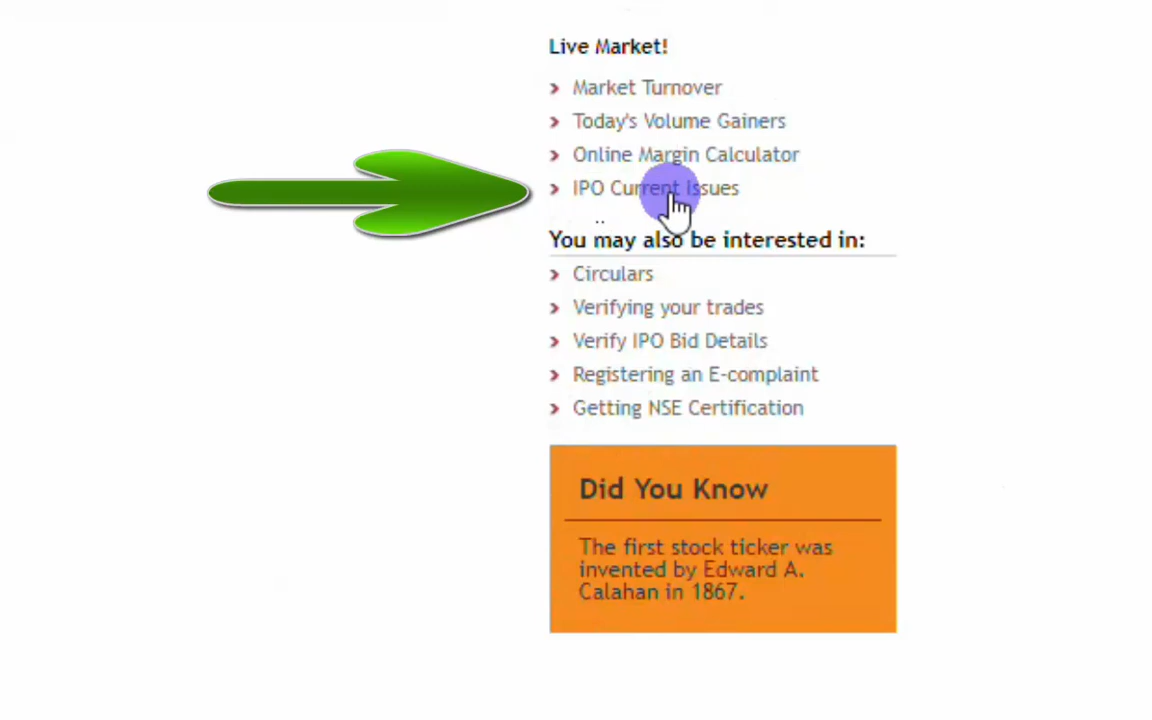 Live Market!
Market Turnover
Today's Volume Gainers
Online Margin Calculator
IPO Current Issues
You may also be interested in:
Circulars
Verifying your trades
Verify IPO Bid Details
Registering an E-complaint
Getting NSE Certification
Did You Know
The first stock ticker was
invented by Edward A.
Calahan in 1867.